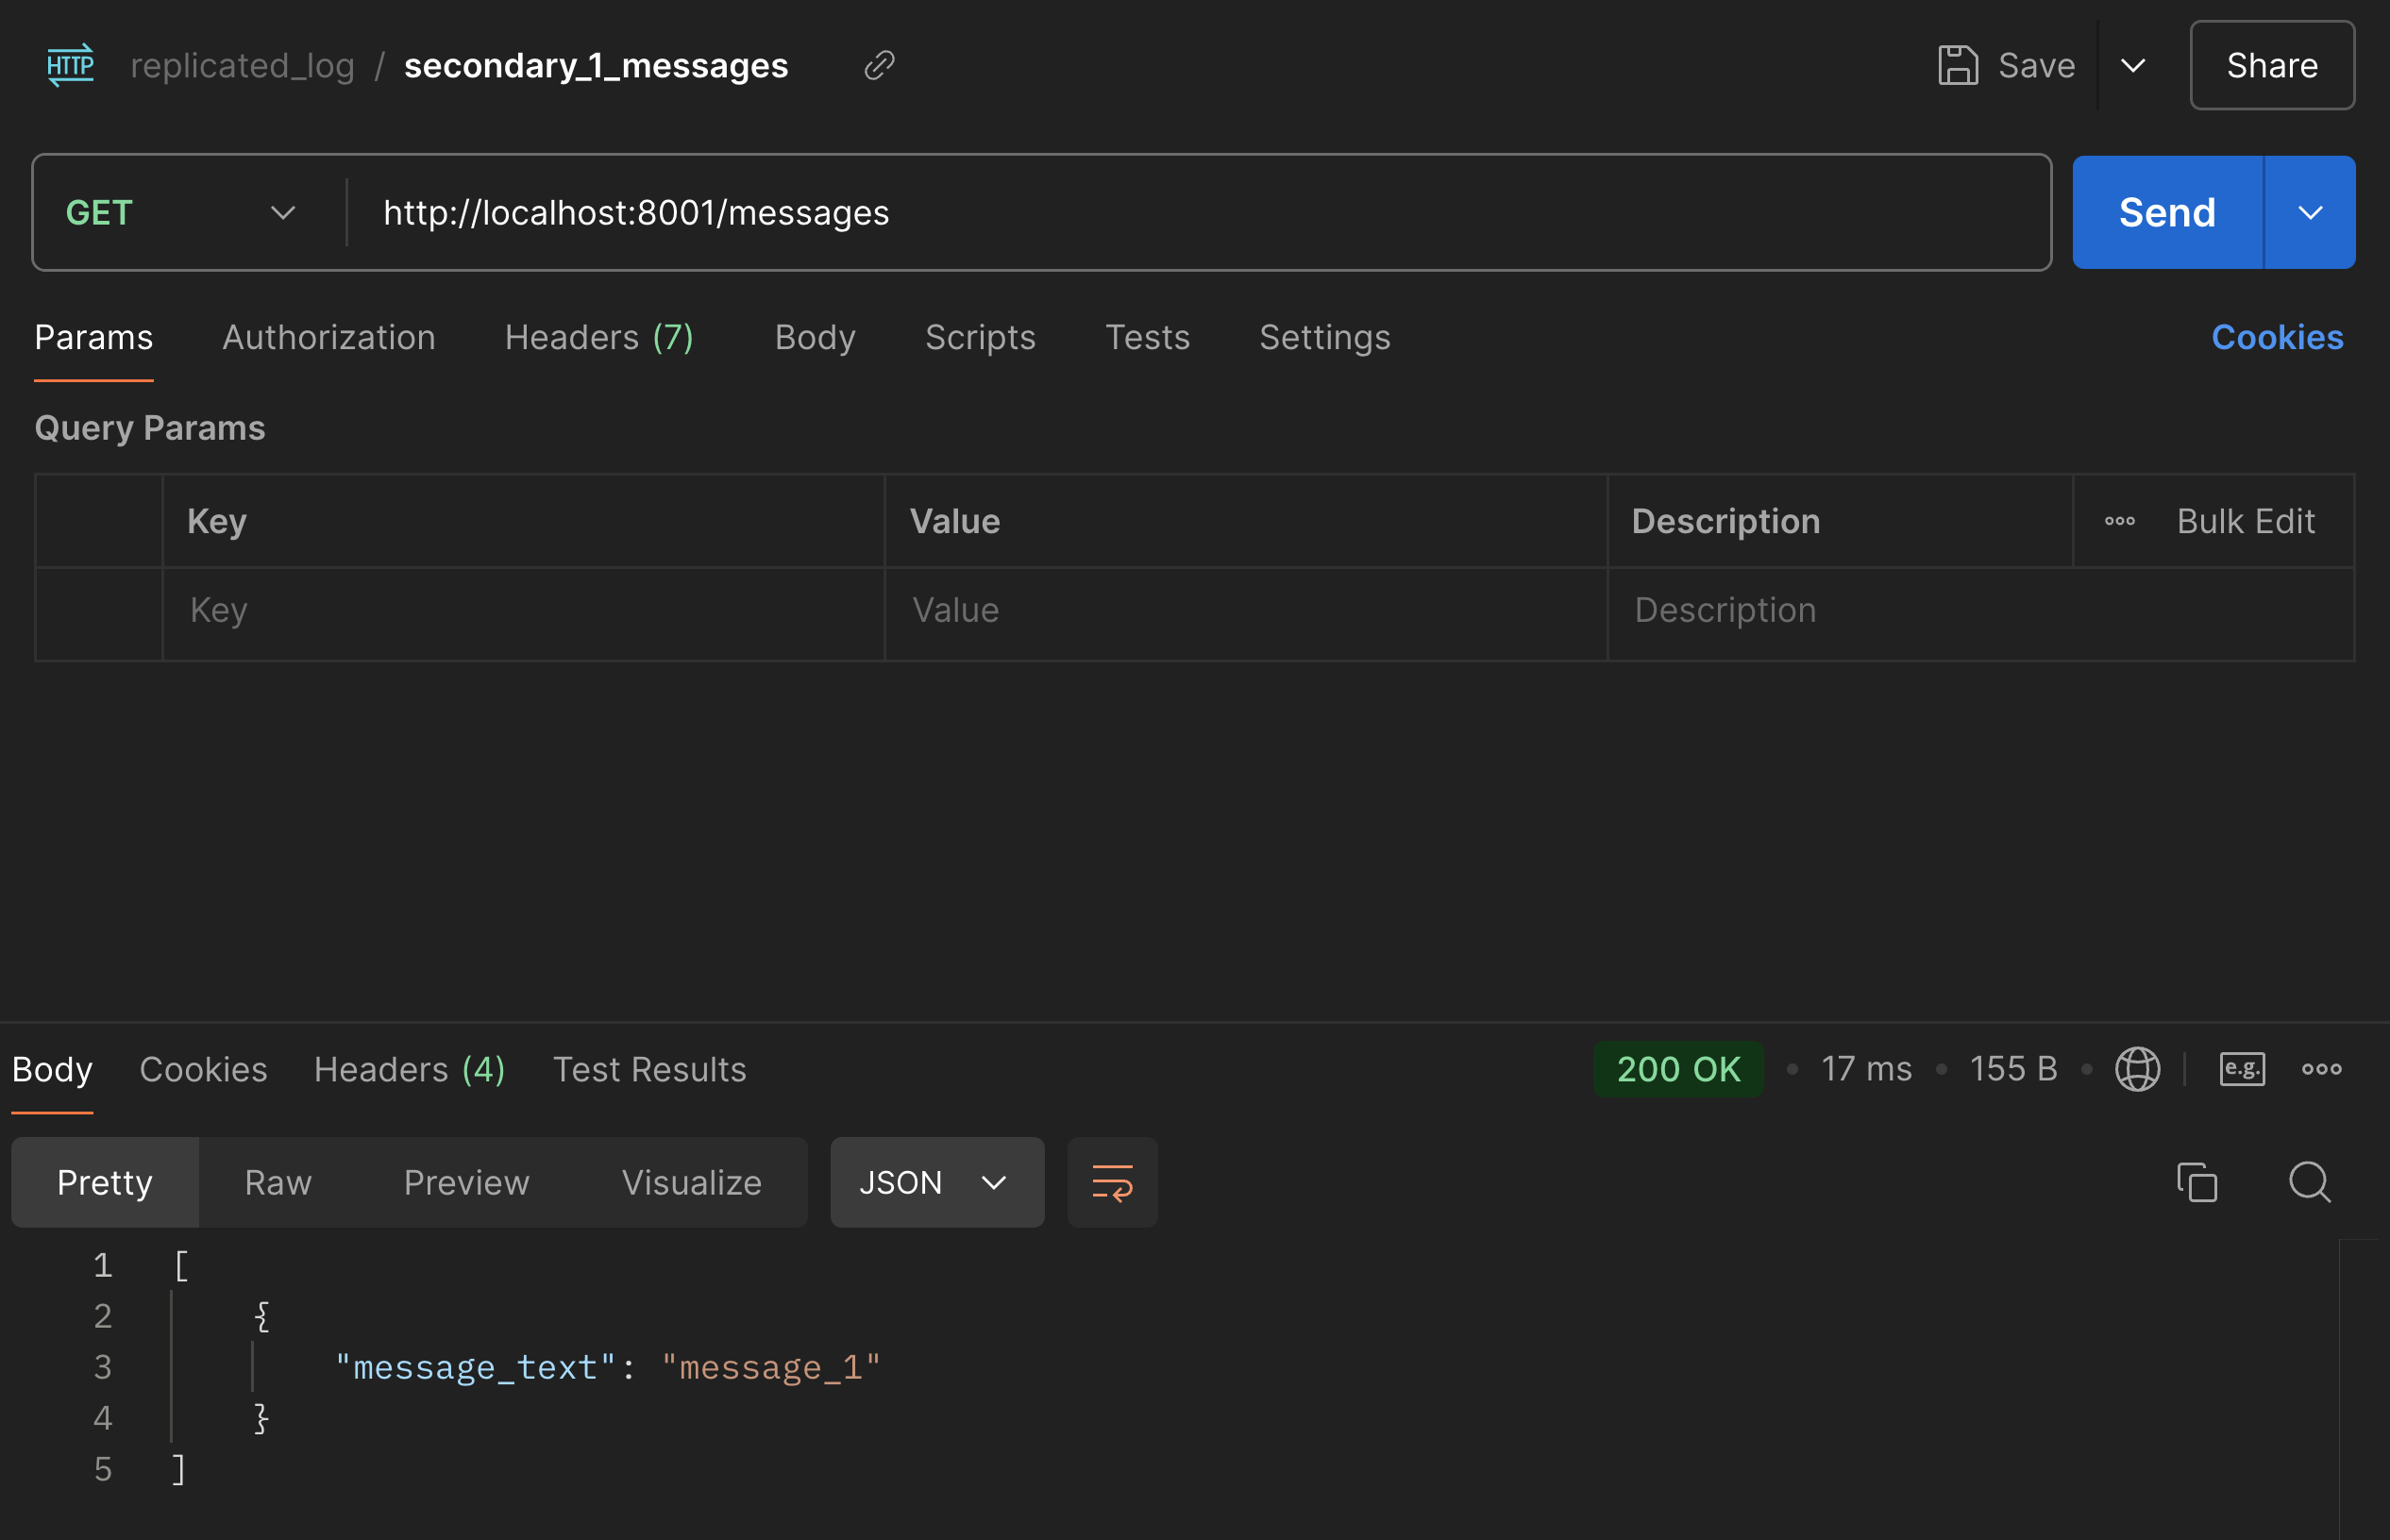 HTTP replicated_log / secondary_1_messages Save Share
GET http://localhost:8001/messages Send
Params Authorization Headers (7) Body Scripts Tests Settings Cookies
Query Params
Key Value Description Bulk Edit
Key Value Description
Body Cookies Headers (4) Test Results 200 OK 17 ms 155 B e.g.
Pretty Raw Preview Visualize JSON
1 [
2 {
3 "message_text": "message_1"
4 }
5 ]